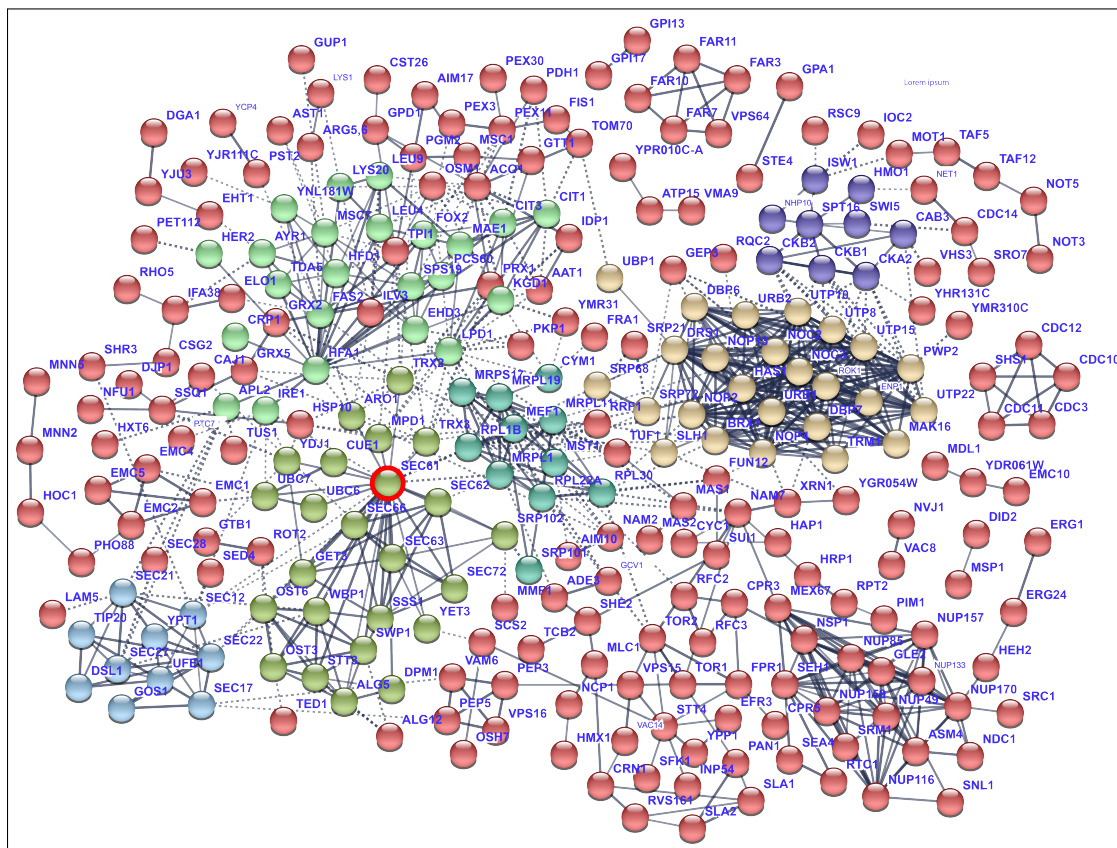 GPI13
GUP1
FAR11
GPI17
FAR3
GPA1
CST26
AIM17
PEX30
PDH1
LYS1
FAR10
Lorem ipsum
DGA1
YCP4
AST1
GPD1
PEX3
PEX11
FIS1
RSC9
IOC2
ARG5,6
PGM2
MSC1
TOM70
FAR7
VPS64
MOT1
TAF5
YJR111C
PST2
LEU9
GTT1
YPR010C-A
ISW1
TAF12
YJU3
LYS20
OSM1
ACO1
STE4
HMO1
NET1
NOT5
EHT1
YNL181W
ATP15
VMA9
NHP10
SPT16
SWI5
CAB3
CDC14
PET112
LEU4
FOX2
CIT3
CIT1
IDP1
HER2
AYR1
TPI1
MAE1
RQC2
CKB2
CKB1
CKA2
VHS3
SRO7
NOT3
RHO5
TDA5
HFD1
PCS60
UBP1
GEP3
ELO1
SPS19
PRX1
AAT1
DBP6
URB2
UTP10
YHR131C
IFA38
GRX2
FAS2
ILV3
KGD1
YMR31
UTP8
YMR310C
CRP1
EHD3
SRP21
DRS1
NOC2
UTP15
CDC12
SHR3
CSG2
GRX5
HFA1
LPD1
PKP1
FRA1
PWP2
SHS1
CDC10
MNN5
DJP1
CAJ1
TRX2
CYM1
SRP68
HAS1
ROK1
NFU1
SSQ1
APL2
IRE1
ARO1
MRPL19
SRP72
NOP2
URB1
ENP1
UTP22
CDC11
CDC3
HSP10
MRPL11
RRP1
DBP7
MNN2
HXT6
PTC7
TUS1
MPD1
TRX3
RPL1B
MEF1
BRX1
MAK16
EMC4
YDJ1
CUE1
MST1
TUF1
SLH1
NOP1
TRM1
MDL1
EMC5
SEC61
MRPL1
FUN12
YDR061W
HOC1
EMC1
UBC7
UBC6
SEC62
RPL22A
RPL30
MAS1
XRN1
YGR054W
EMC10
EMC2
GTB1
SEC66
NAM7
NVJ1
DID2
ERG1
PHO88
SEC28
ROT2
SRP102
NAM2
MAS2
CYC1
HAP1
SED4
GET3
SEC63
AIM10
SUI1
VAC8
SEC21
SRP101
HRP1
MSP1
LAM5
SEC12
OST6
WBP1
SEC72
MMF1
ADE3
GCV1
RFC2
CPR3
MEX67
RPT2
TIP20
YPT1
SSS1
YET3
SHE2
PIM1
ERG24
SEC22
SWP1
SCS2
TOR2
RFC3
NSP1
NUP157
SEC27
OST3
STT3
TCB2
MLC1
NUP85
HEH2
DSL1
UFE1
VAM6
PEP3
VPS15
TOR1
FPR1
SEH1
GLE2
NUP133
GOS1
SEC17
ALG5
DPM1
NCP1
NUP170
TED1
PEP5
STT4
EFR3
CPR6
NUP49
SRC1
ALG12
VPS16
VAC14
YPP1
SRM1
ASM4
OSH7
HMX1
PAN1
SEA4
NDC1
CRN1
SFK1
INP54
RTC1
NUP116
SLA1
SNL1
RVS161
SLA2